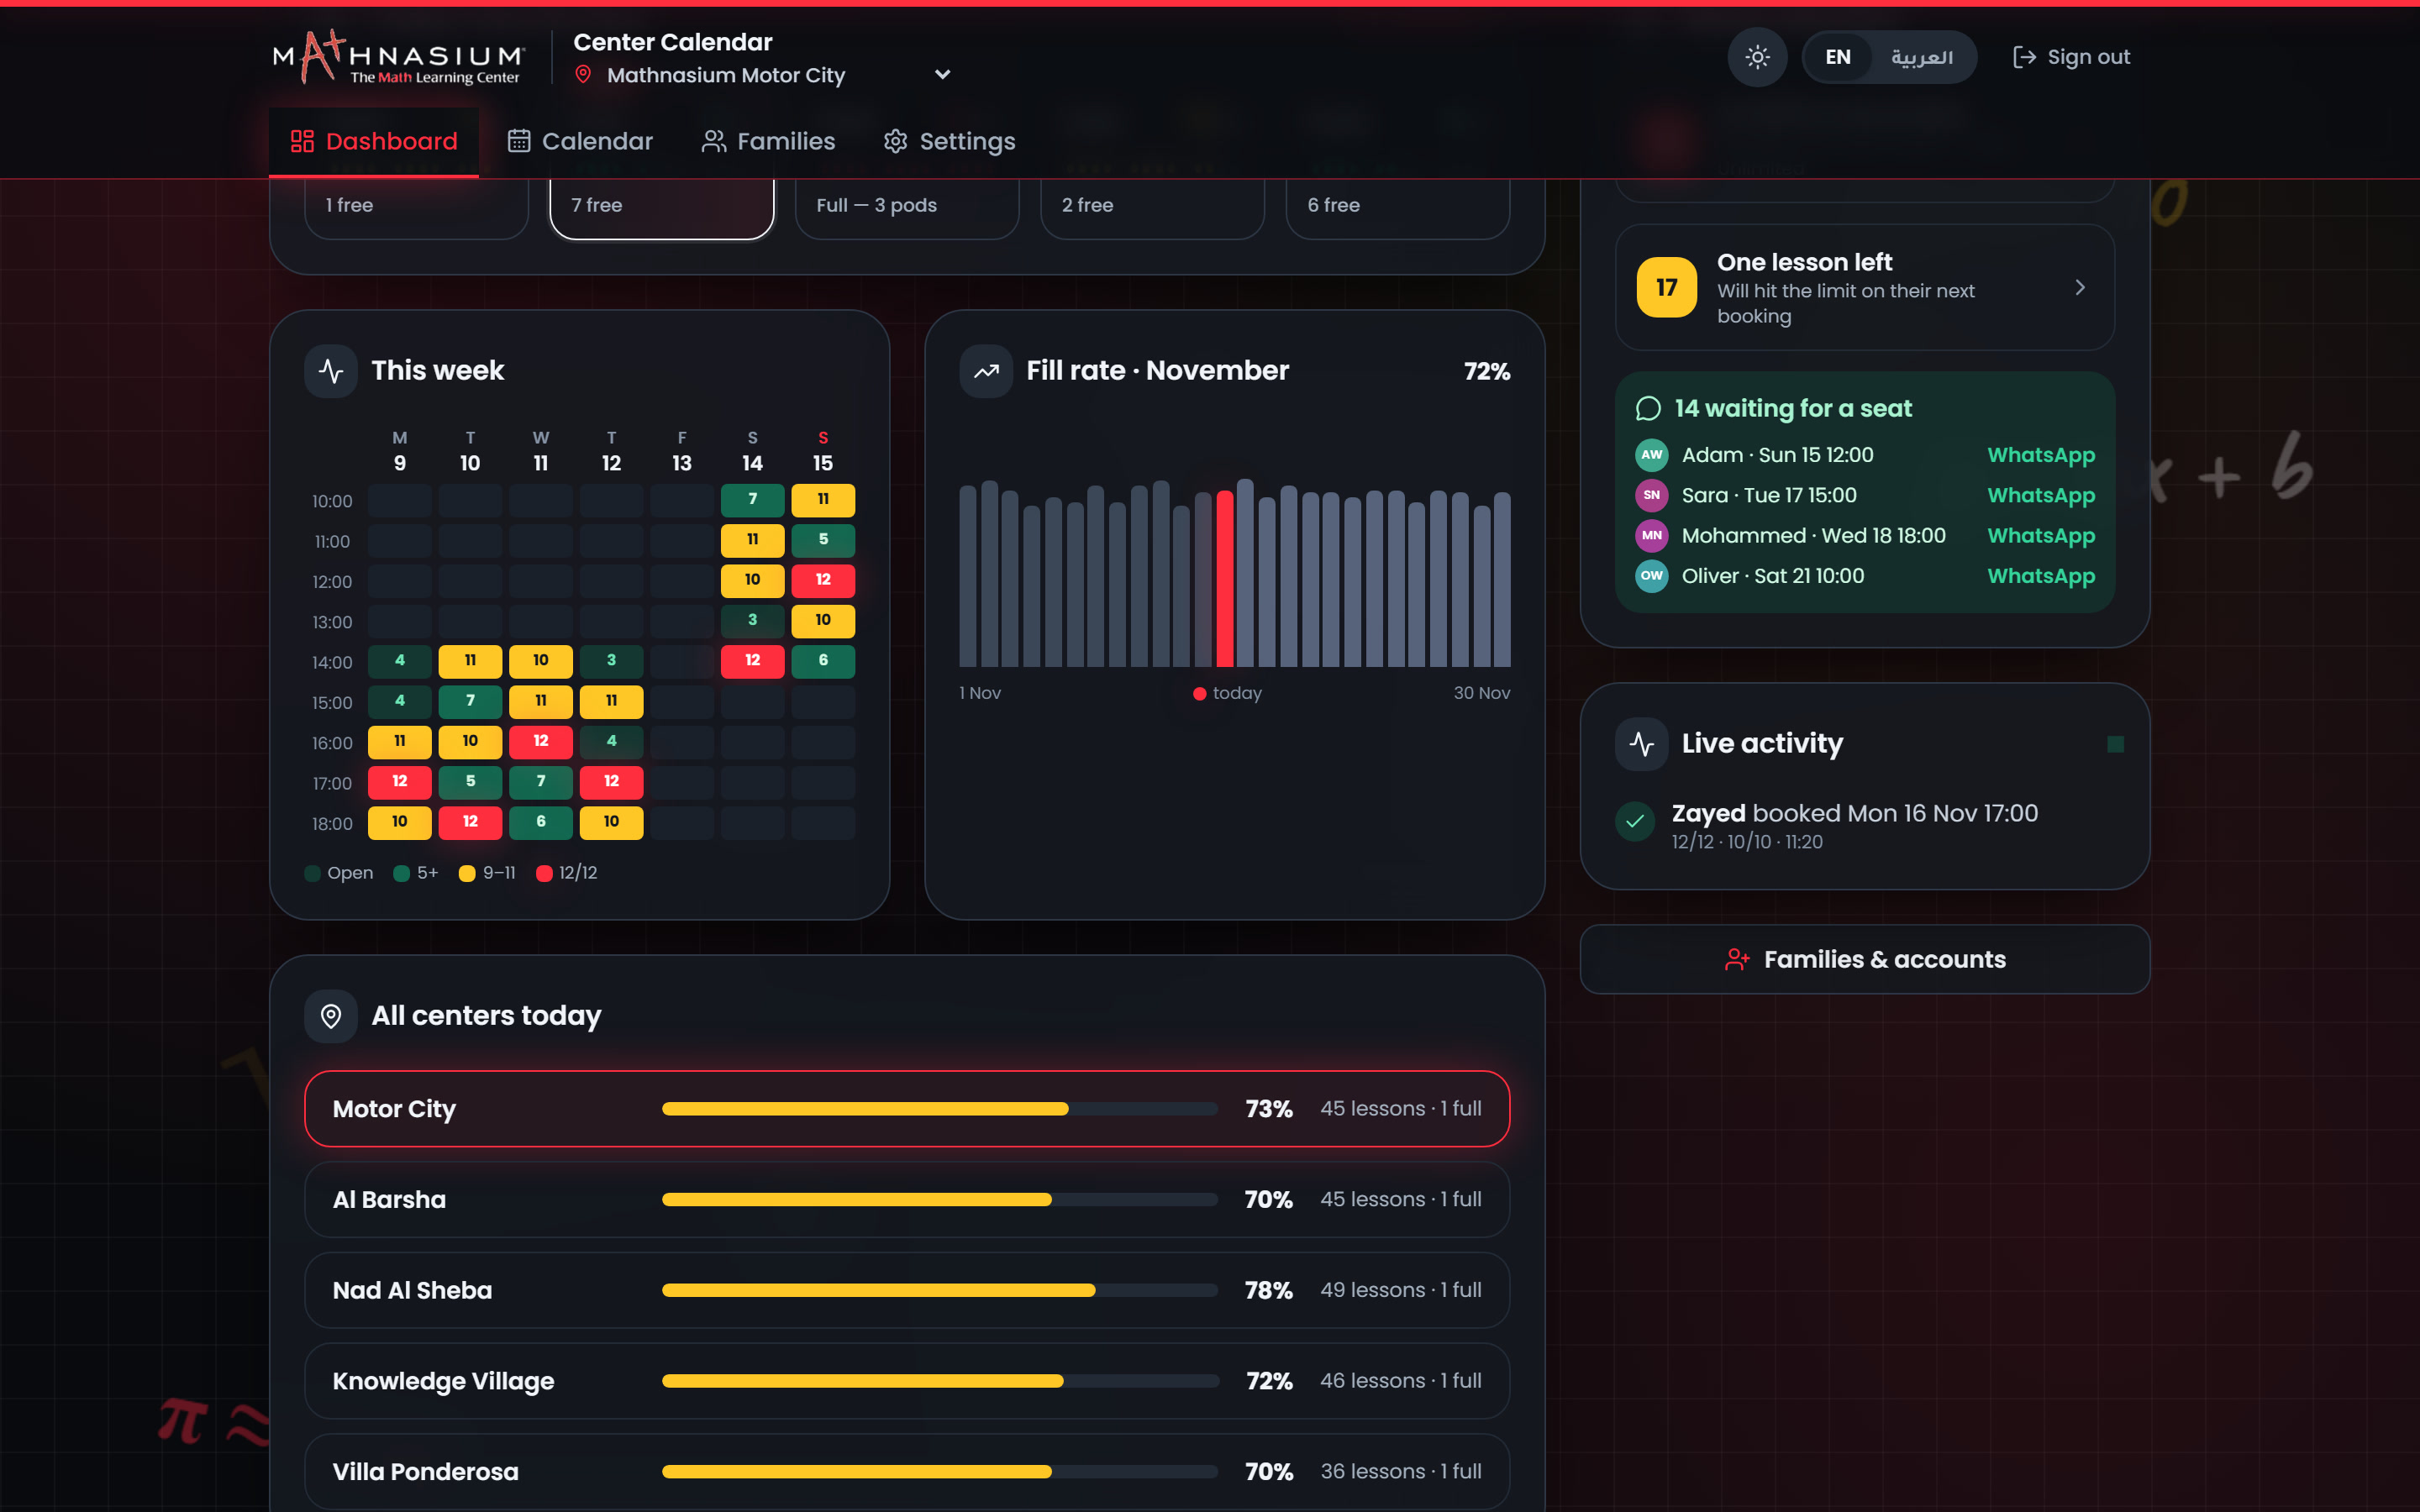 MATHNASIUM
The Math Learning Center
Center Calendar
Mathnasium Motor City
EN
العربية
Sign out
Dashboard
Calendar
Families
Settings
1 free
7 free
Full — 3 pods
2 free
6 free
This week
M T W T F S S
9 10 11 12 13 14 15
10:00 7 11
11:00 11 5
12:00 10 12
13:00 3 10
14:00 4 11 10 3 12 6
15:00 4 7 11 11
16:00 11 10 12 4
17:00 12 5 7 12
18:00 10 12 6 10
Open 5+ 9–11 12/12
Fill rate · November 72%
1 Nov today 30 Nov
17
One lesson left
Will hit the limit on their next
booking
14 waiting for a seat
AW Adam · Sun 15 12:00 WhatsApp
SN Sara · Tue 17 15:00 WhatsApp
MN Mohammed · Wed 18 18:00 WhatsApp
OW Oliver · Sat 21 10:00 WhatsApp
Live activity
Zayed booked Mon 16 Nov 17:00
12/12 · 10/10 · 11:20
Families & accounts
All centers today
Motor City 73% 45 lessons · 1 full
Al Barsha 70% 45 lessons · 1 full
Nad Al Sheba 78% 49 lessons · 1 full
Knowledge Village 72% 46 lessons · 1 full
Villa Ponderosa 70% 36 lessons · 1 full
x + b
π ≈